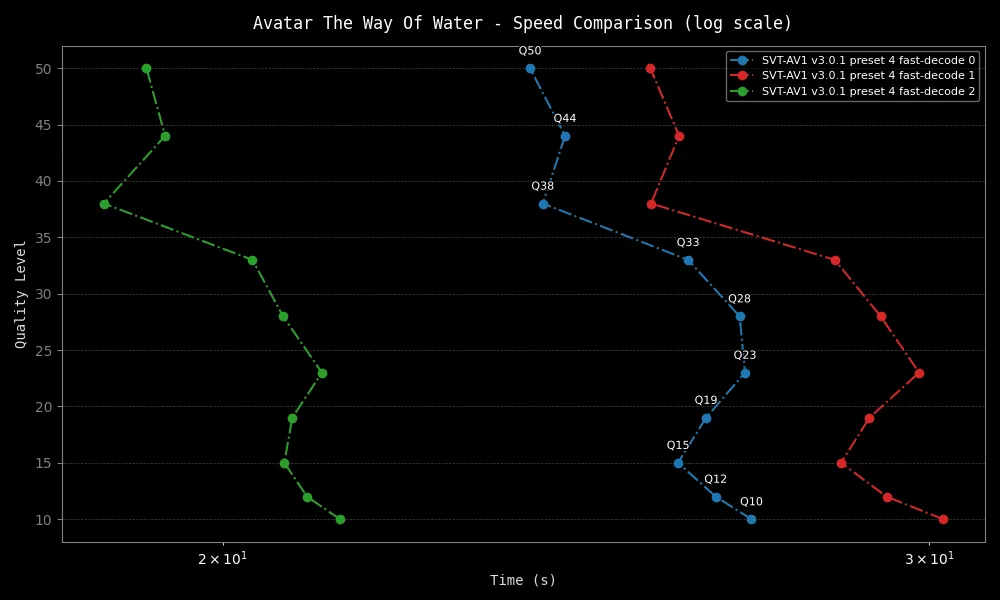 Avatar The Way Of Water - Speed Comparison (log scale)
SVT-AV1 v3.0.1 preset 4 fast-decode 0
SVT-AV1 v3.0.1 preset 4 fast-decode 1
SVT-AV1 v3.0.1 preset 4 fast-decode 2
Quality Level
50
45
40
35
30
25
20
15
10
Q50
Q44
Q38
Q33
Q28
Q23
Q19
Q15
Q12
Q10
2 × 10¹
3 × 10¹
Time (s)